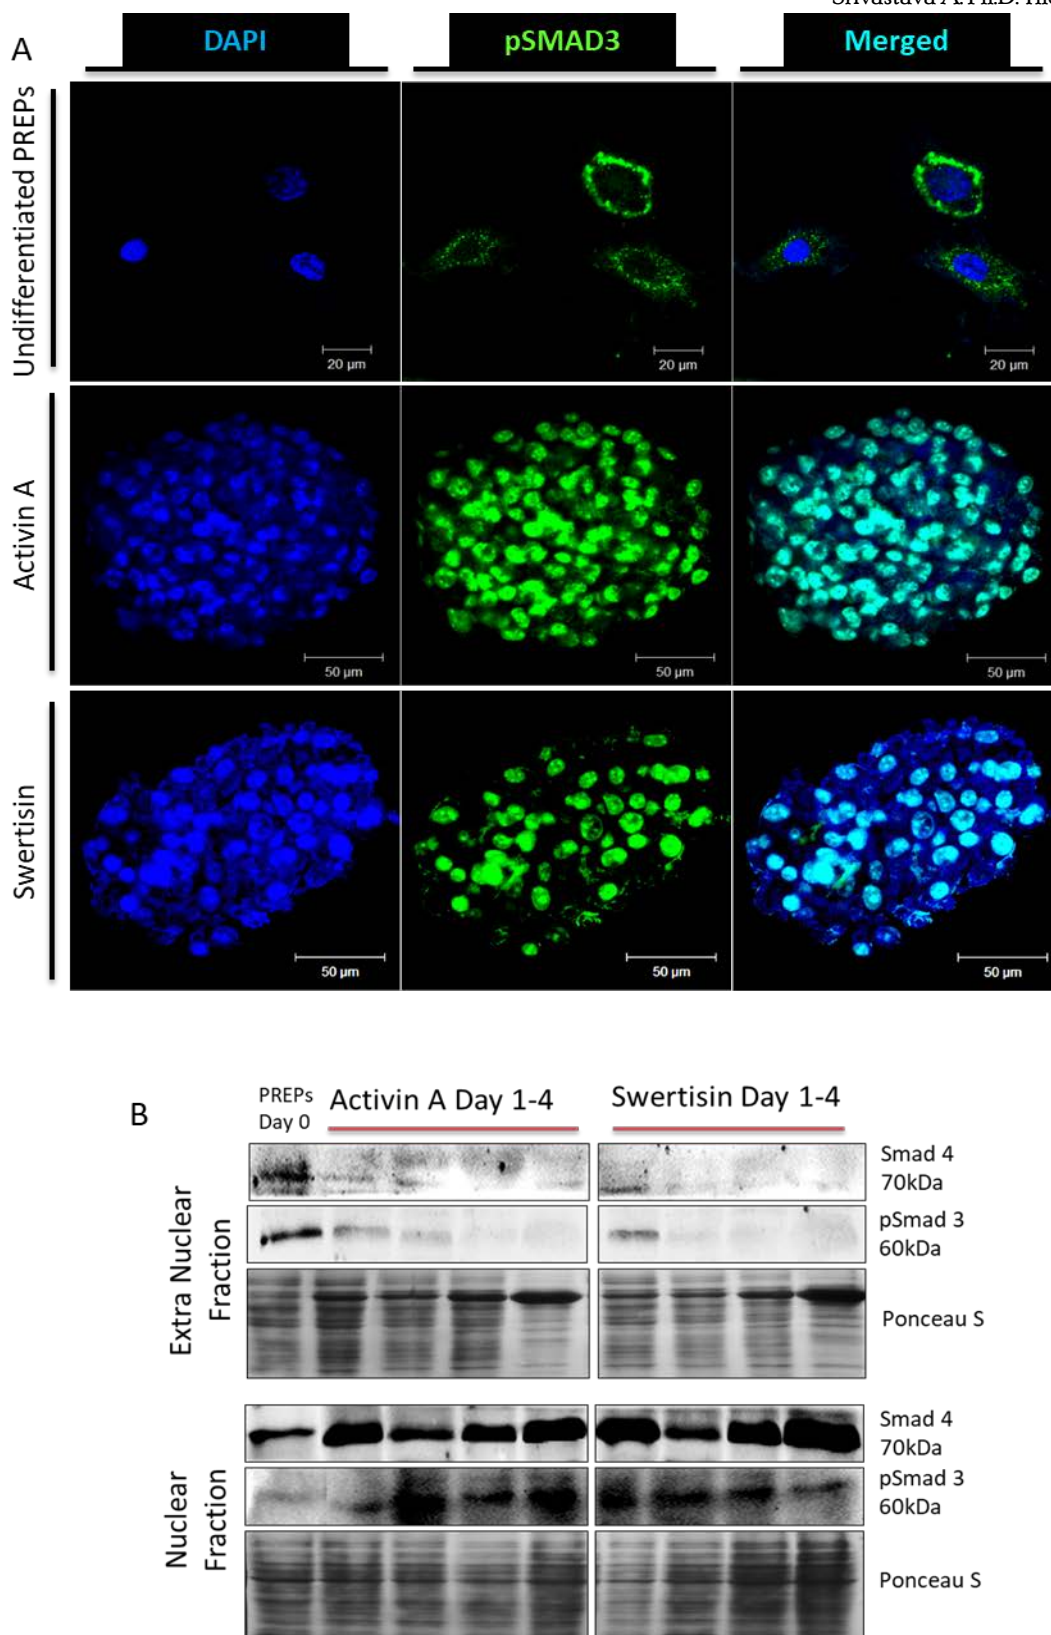 A
DAPI
pSMAD3
Merged
Undifferentiated PREPs
20 µm
20 µm
20 µm
Activin A
50 µm
50 µm
50 µm
Swertisin
50 µm
50 µm
50 µm
B
PREPs
Day 0
Activin A Day 1-4
Swertisin Day 1-4
Extra Nuclear
Fraction
Smad 4
70kDa
pSmad 3
60kDa
Ponceau S
Nuclear
Fraction
Smad 4
70kDa
pSmad 3
60kDa
Ponceau S